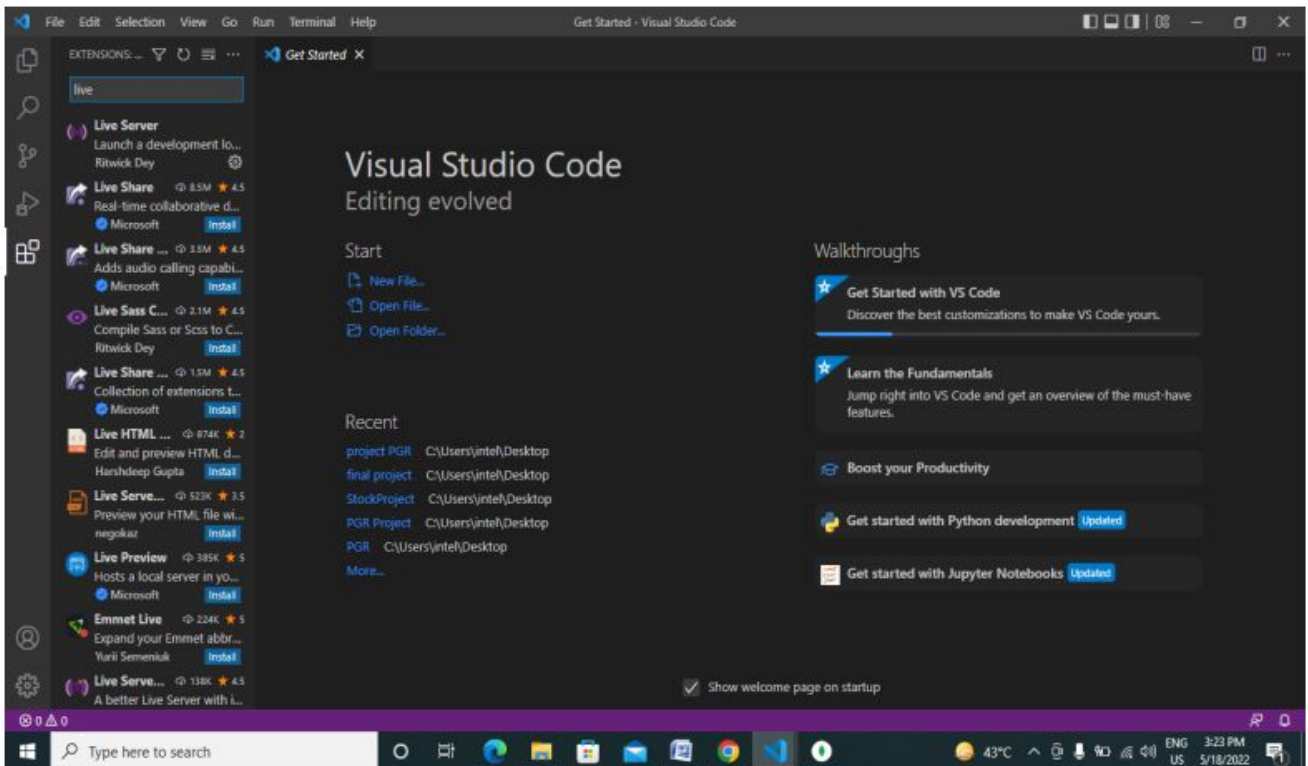 File Edit Selection View Go Run Terminal Help
Get Started - Visual Studio Code
EXTENSIONS: ...
Get Started
live
Live Server
Launch a development lo...
Ritwick Dey
Live Share 8.5M 4.5
Real-time collaborative d...
Microsoft Install
Live Share ... 3.5M 4.5
Adds audio calling capabi...
Microsoft Install
Live Sass C... 2.1M 4.5
Compile Sass or Scss to C...
Ritwick Dey Install
Live Share ... 1.5M 4.5
Collection of extensions t...
Microsoft Install
Live HTML ... 874K 2
Edit and preview HTML d...
Harshdeep Gupta Install
Live Serve... 523K 3.5
Preview your HTML file wi...
negokaz Install
Live Preview 385K 5
Hosts a local server in yo...
Microsoft Install
Emmet Live 224K 5
Expand your Emmet abbr...
Yurii Semeniuk Install
Live Serve... 138K 4.5
A better Live Server with i...
Visual Studio Code
Editing evolved
Start
New File...
Open File...
Open Folder...
Recent
project PGR C:\Users\intel\Desktop
final project C:\Users\intel\Desktop
StockProject C:\Users\intel\Desktop
PGR Project C:\Users\intel\Desktop
PGR C:\Users\intel\Desktop
More...
Walkthroughs
Get Started with VS Code
Discover the best customizations to make VS Code yours.
Learn the Fundamentals
Jump right into VS Code and get an overview of the must-have
features.
Boost your Productivity
Get started with Python development Updated
Get started with Jupyter Notebooks Updated
Show welcome page on startup
0 0
Type here to search
43°C
ENG
US
3:23 PM
5/18/2022